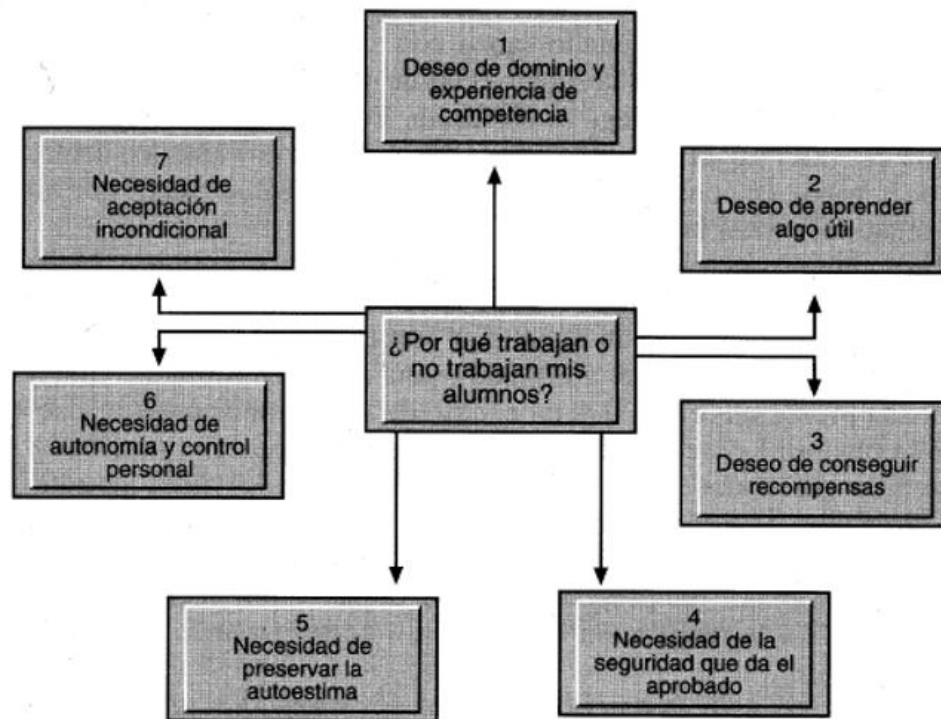 1
Deseo de dominio y
experiencia de
competencia
7
Necesidad de
aceptación
incondicional
2
Deseo de aprender
algo útil
¿Por qué trabajan o
no trabajan mis
alumnos?
6
Necesidad de
autonomía y control
personal
3
Deseo de conseguir
recompensas
5
Necesidad de
preservar la
autoestima
4
Necesidad de la
seguridad que da el
aprobado